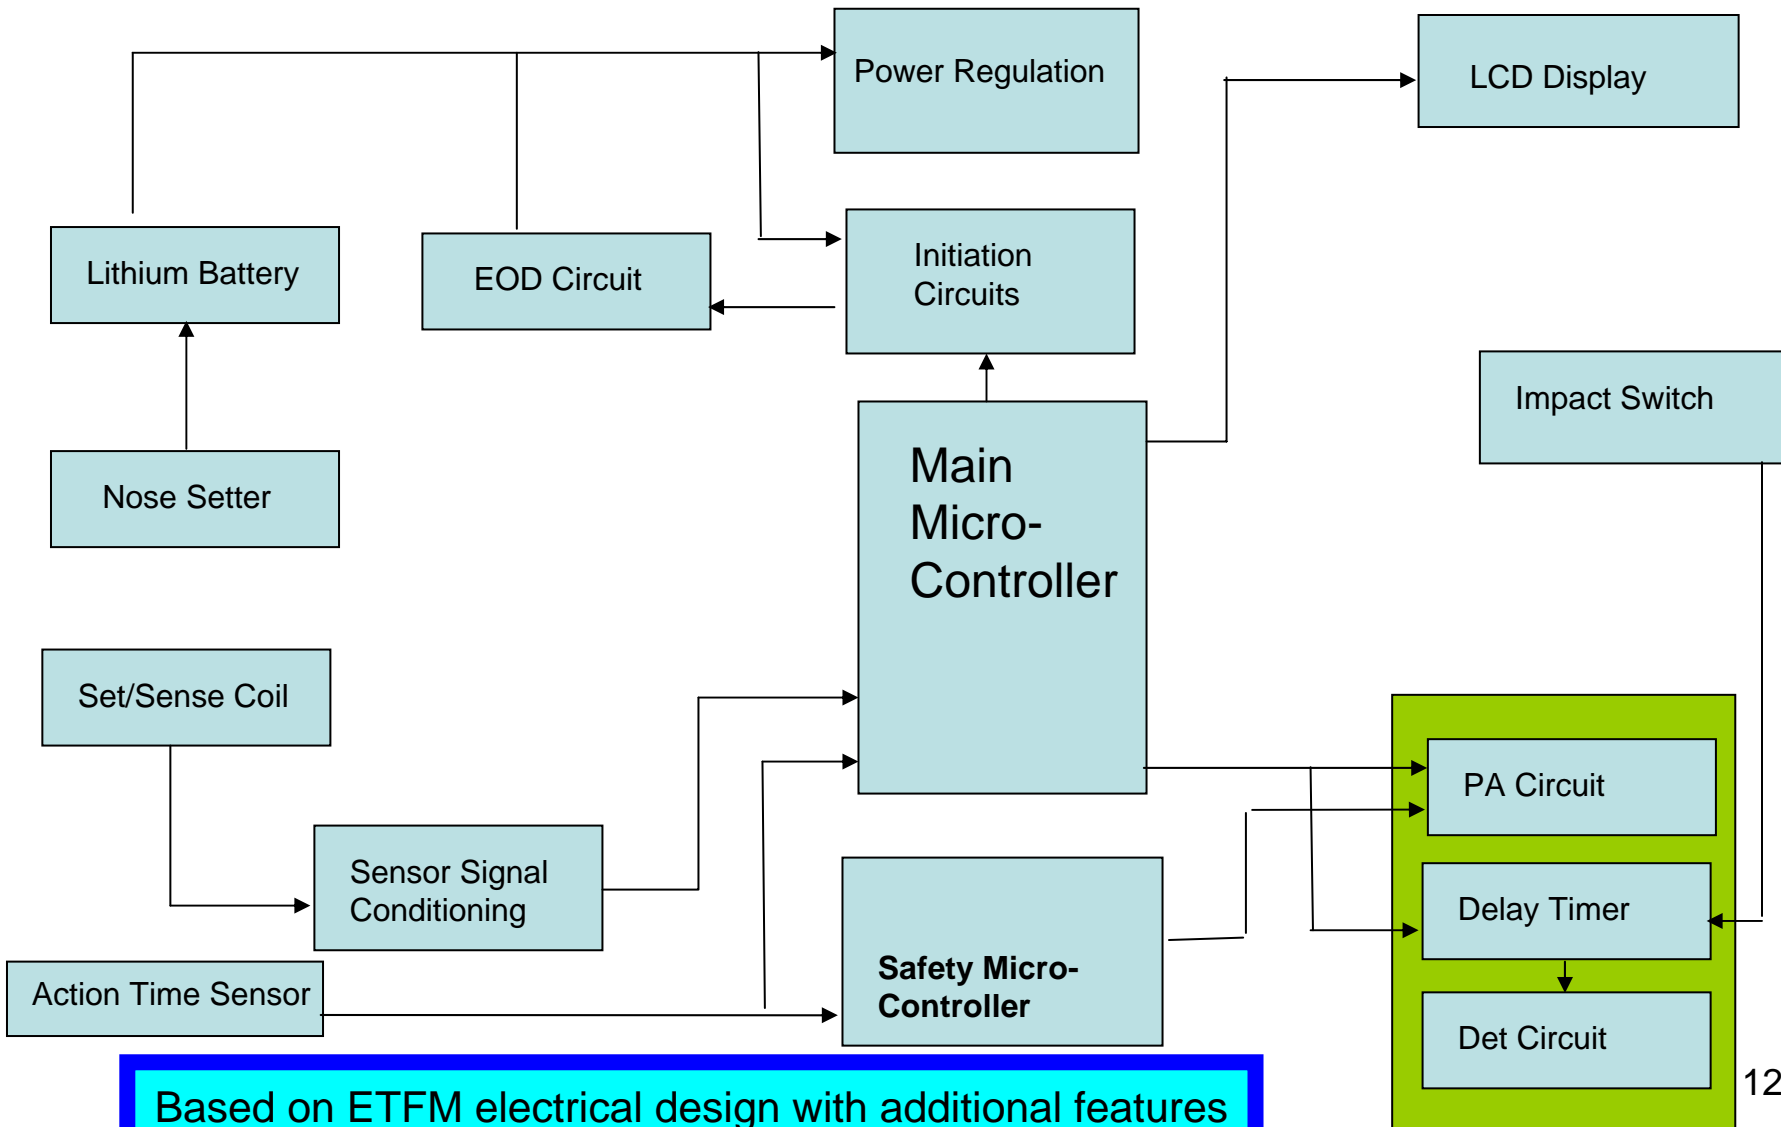 Power Regulation
LCD Display
Lithium Battery
EOD Circuit
Initiation
Circuits
Impact Switch
Nose Setter
Main
Micro-
Controller
Set/Sense Coil
PA Circuit
Sensor Signal
Conditioning
Delay Timer
Action Time Sensor
Safety Micro-
Controller
Det Circuit
12
Based on ETFM electrical design with additional features